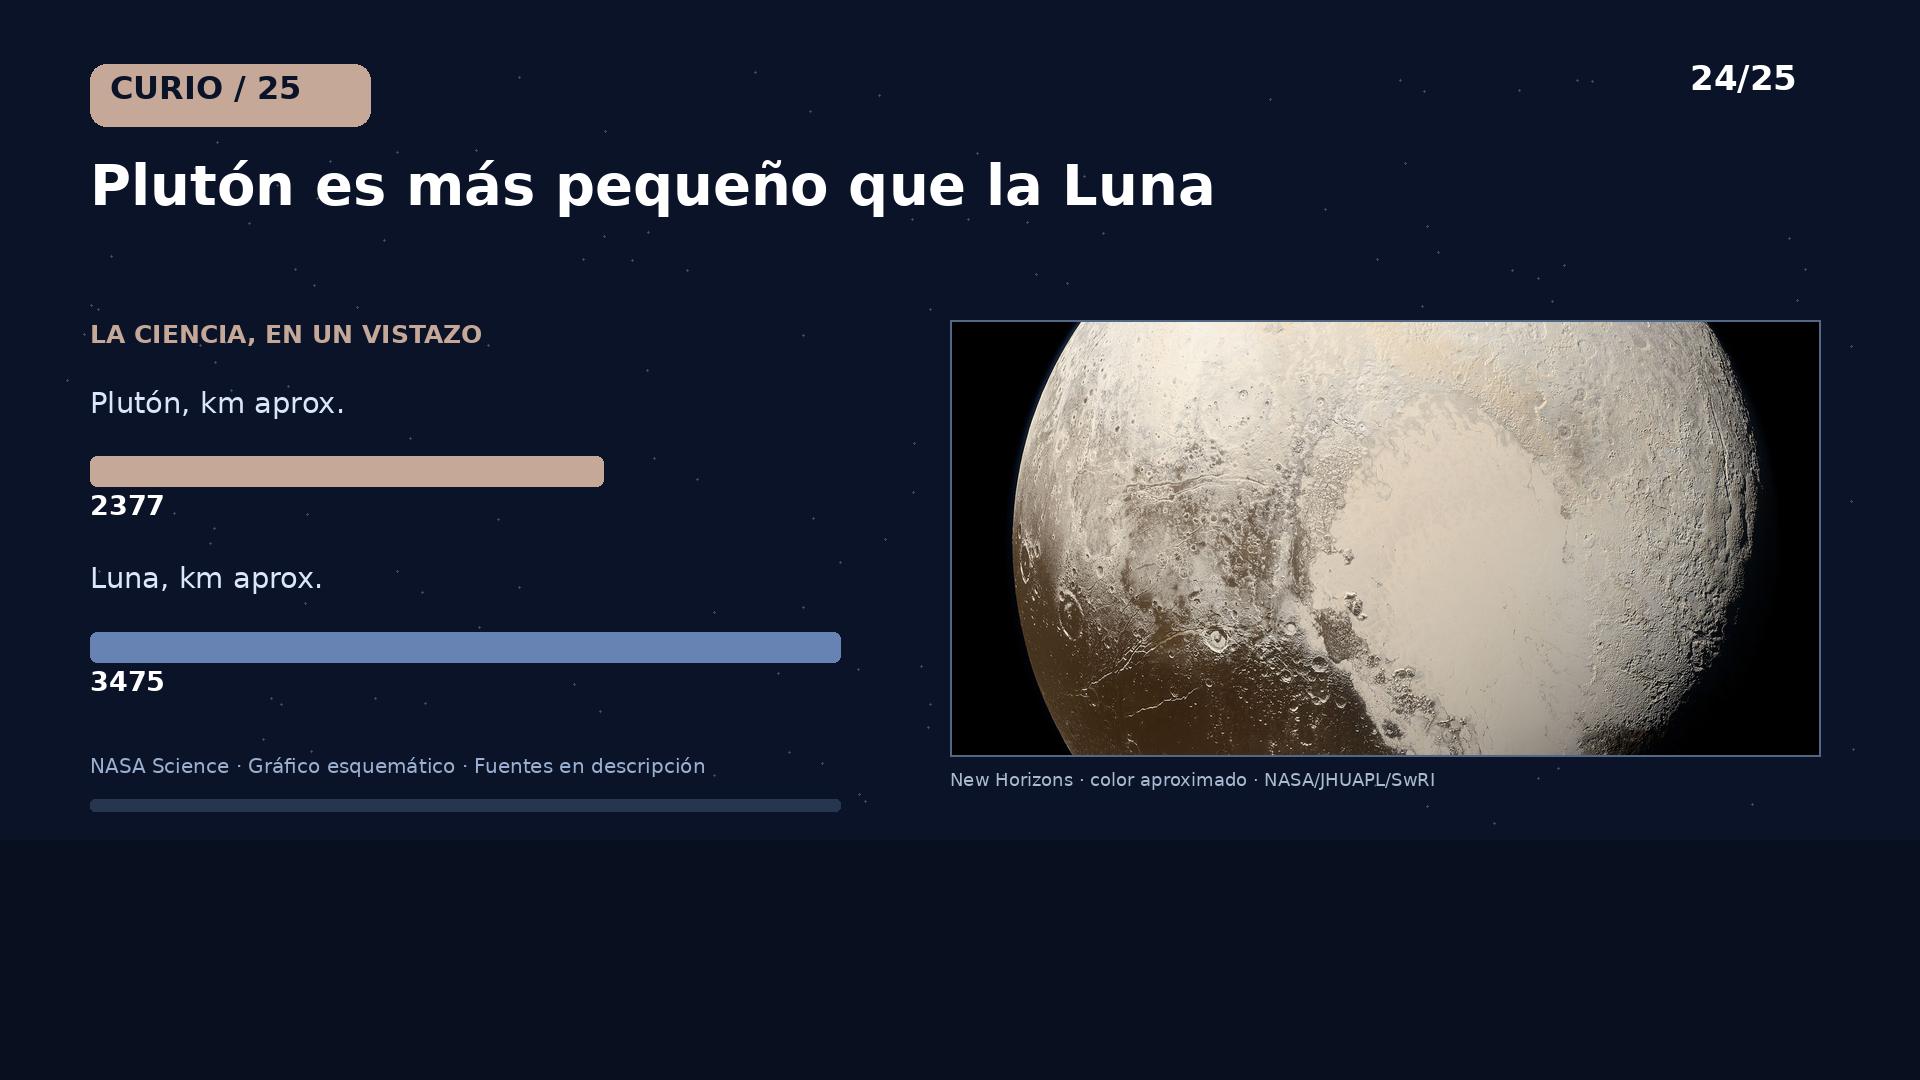 CURIO / 25
24/25
Plutón es más pequeño que la Luna
LA CIENCIA, EN UN VISTAZO
Plutón, km aprox.
2377
Luna, km aprox.
3475
NASA Science · Gráfico esquemático · Fuentes en descripción
New Horizons · color aproximado · NASA/JHUAPL/SwRI